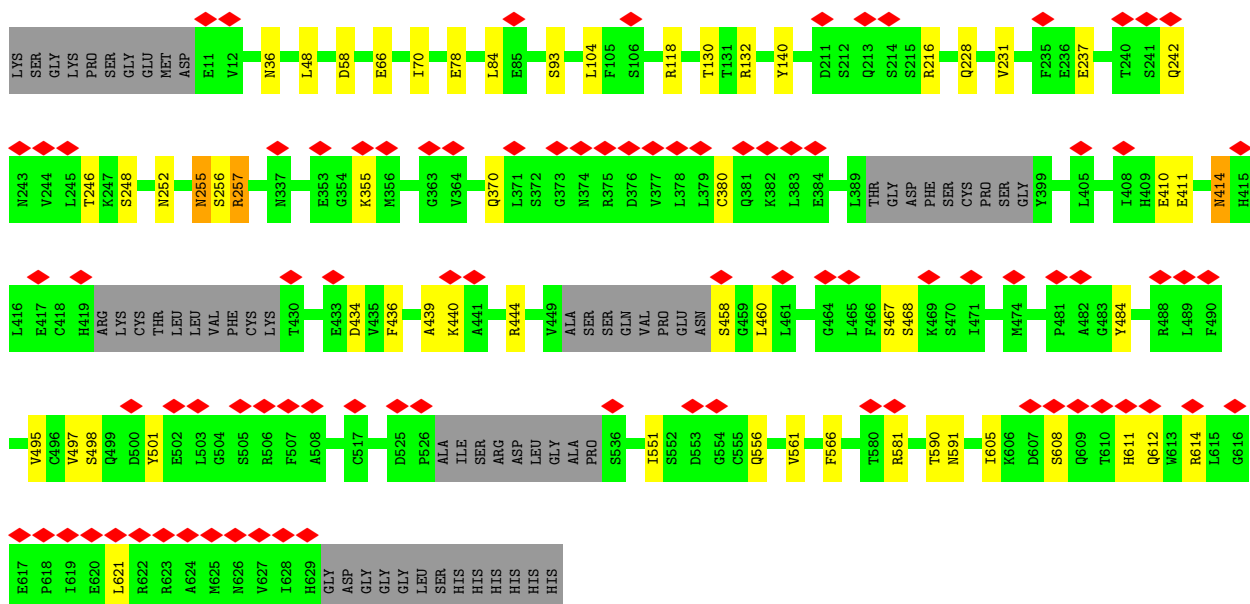 LYS SER GLY LYS PRO SER GLY GLU MET ASP E11 V12 N36 L48 D58 E66 I70 E78 L84 E85 S93 L104 F105 S106 R118 T130 T131 R132 Y140 D211 S212 Q213 S214 S215 R216 Q228 V231 F235 E236 E237 T240 S241 Q242
N243 V244 L245 T246 K247 S248 N252 N255 S256 R257 N337 E353 G354 K355 M356 G363 V364 Q370 L371 S372 G373 N374 R375 D376 V377 L378 L379 C380 Q381 K382 L383 E384 L389 THR GLY ASP PHE SER CYS PRO SER GLY Y399 L405 I408 H409 E410 E411 N414 H415
L416 E417 C418 H419 ARG LYS CYS THR LEU LEU VAL PHE CYS LYS T430 E433 D434 V435 F436 A439 K440 A441 R444 V449 ALA SER SER GLN VAL PRO GLU ASN S458 G459 L460 L461 G464 L465 F466 S467 S468 K469 S470 I471 M474 P481 A482 G483 Y484 R488 L489 F490
V495 C496 V497 S498 Q499 D500 Y501 E502 L503 G504 S505 R506 F507 A508 C517 D525 P526 ALA ILE SER ARG ASP LEU GLY ALA PRO S536 I551 S552 D553 G554 C555 Q556 V561 F566 T580 R581 T590 N591 I605 K606 D607 S608 Q609 T610 H611 Q612 W613 R614 L615 G616
E617 P618 I619 E620 L621 R622 R623 A624 M625 N626 V627 I628 H629 GLY ASP GLY GLY GLY LEU SER HIS HIS HIS HIS HIS HIS